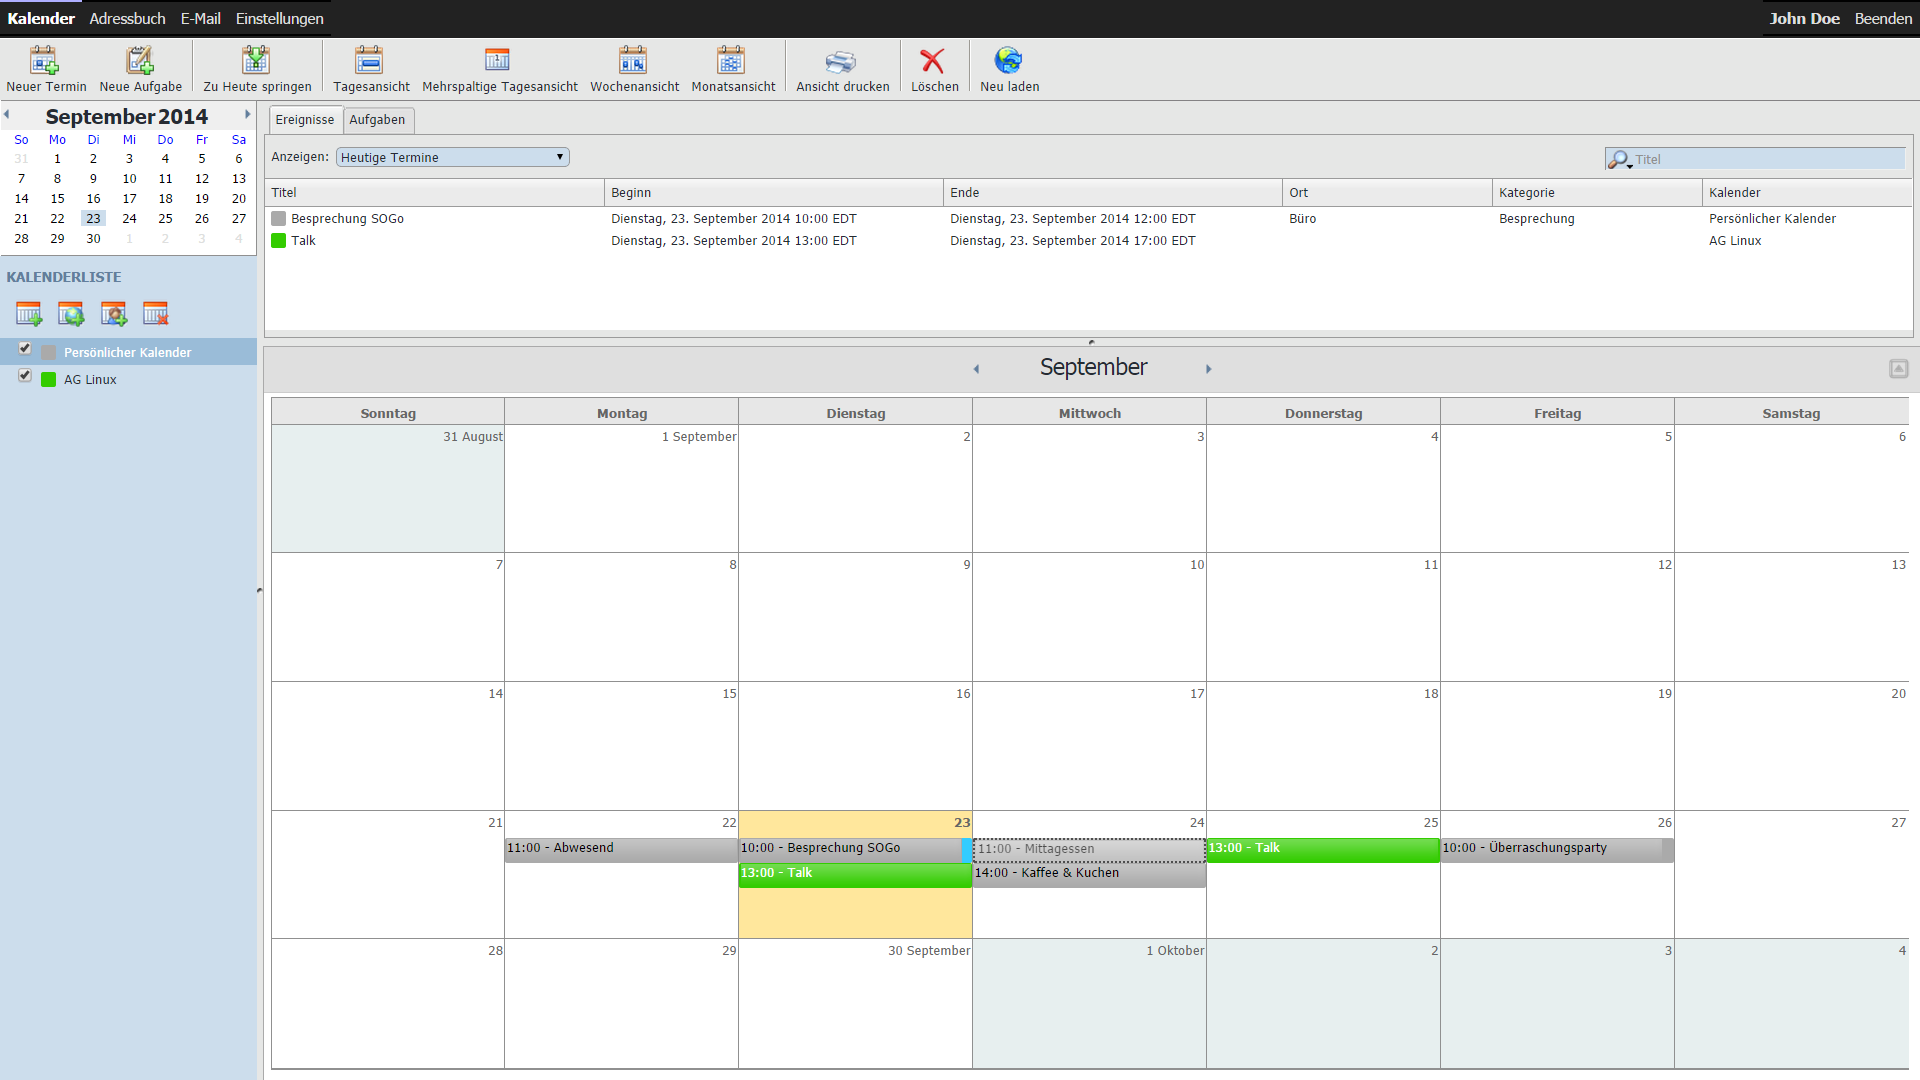 Kalender Adressbuch E-Mail Einstellungen John Doe Beenden
Neuer Termin Neue Aufgabe Zu Heute springen Tagesansicht Mehrspaltige Tagesansicht Wochenansicht Monatsansicht Ansicht drucken Löschen Neu laden
September 2014
So Mo Di Mi Do Fr Sa
31 1 2 3 4 5 6
7 8 9 10 11 12 13
14 15 16 17 18 19 20
21 22 23 24 25 26 27
28 29 30 1 2 3 4
KALENDERLISTE
Persönlicher Kalender
AG Linux
Ereignisse Aufgaben
Anzeigen: Heutige Termine Titel
Titel Beginn Ende Ort Kategorie Kalender
Besprechung SOGo Dienstag, 23. September 2014 10:00 EDT Dienstag, 23. September 2014 12:00 EDT Büro Besprechung Persönlicher Kalender
Talk Dienstag, 23. September 2014 13:00 EDT Dienstag, 23. September 2014 17:00 EDT AG Linux
September
Sonntag Montag Dienstag Mittwoch Donnerstag Freitag Samstag
31 August 1 September 2 3 4 5 6
7 8 9 10 11 12 13
14 15 16 17 18 19 20
21 22 23 24 25 26 27
11:00 - Abwesend 10:00 - Besprechung SOGo 11:00 - Mittagessen 13:00 - Talk 10:00 - Überraschungsparty
13:00 - Talk 14:00 - Kaffee & Kuchen
28 29 30 September 1 Oktober 2 3 4